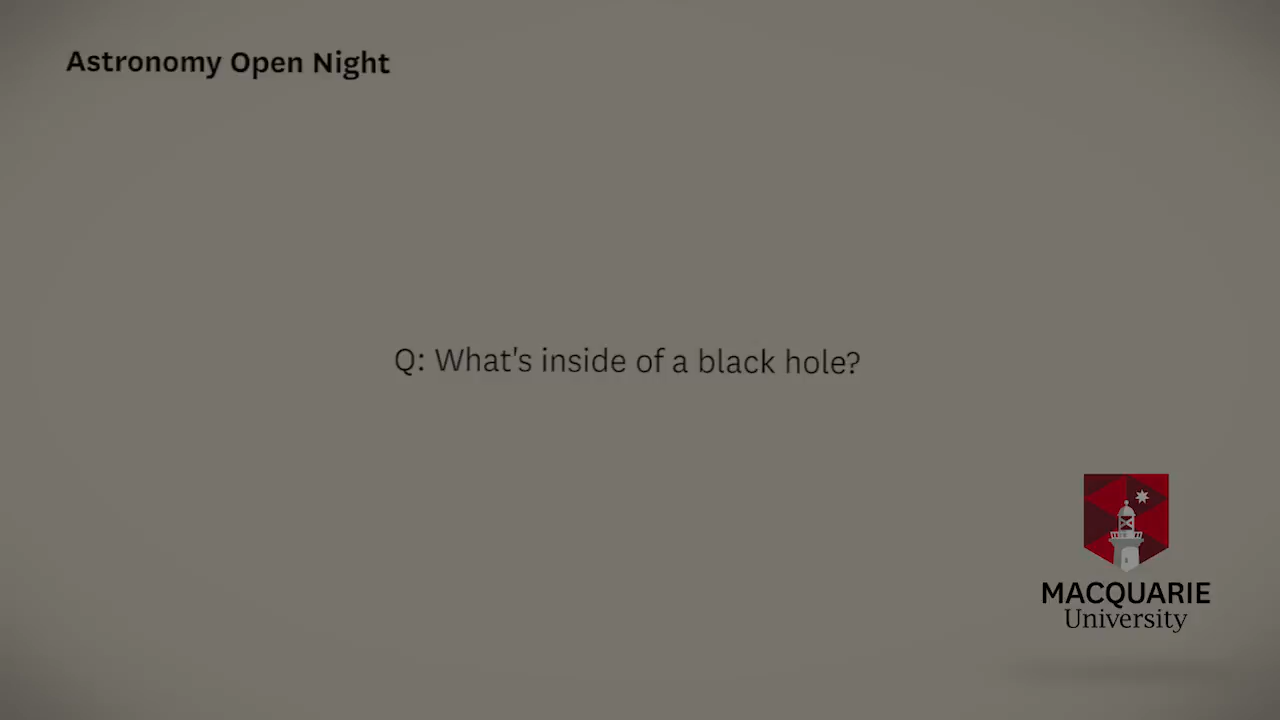 Astronomy Open Night
Q: What's inside of a black hole?
MACQUARIE
University